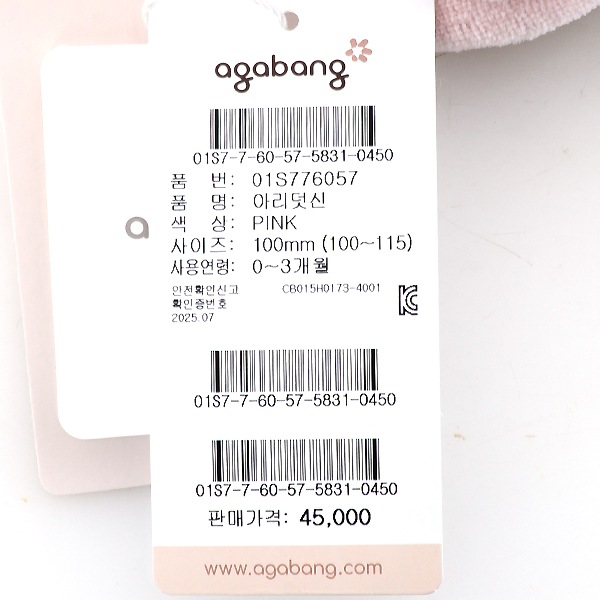 agabang
01S7-7-60-57-5831-0450
품 번: 01S776057
품 명: 아리덧신
색 상: PINK
사이즈: 100mm (100~115)
사용연령: 0~3개월
안전확인신고 CB015H0173-4001
확인증번호
2025.07
01S7-7-60-57-5831-0450
01S7-7-60-57-5831-0450
판매가격: 45,000
www.agabang.com